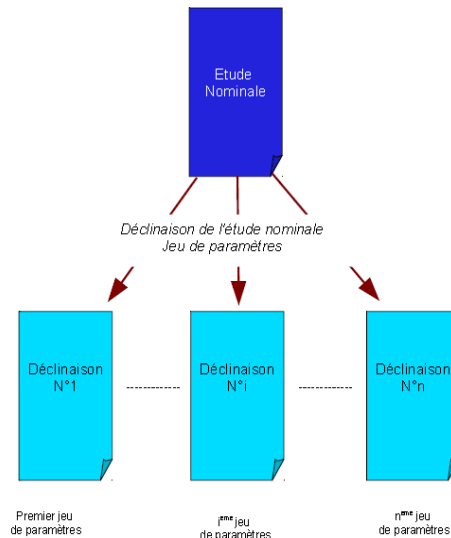 Etude
Nominale
Déclinaison de l'étude nominale
Jeu de paramètres
Déclinaison
N°1
Déclinaison
N°i
Déclinaison
N°n
Premier jeu
de paramètres
ième jeu
de paramètres
nème jeu
de paramètres